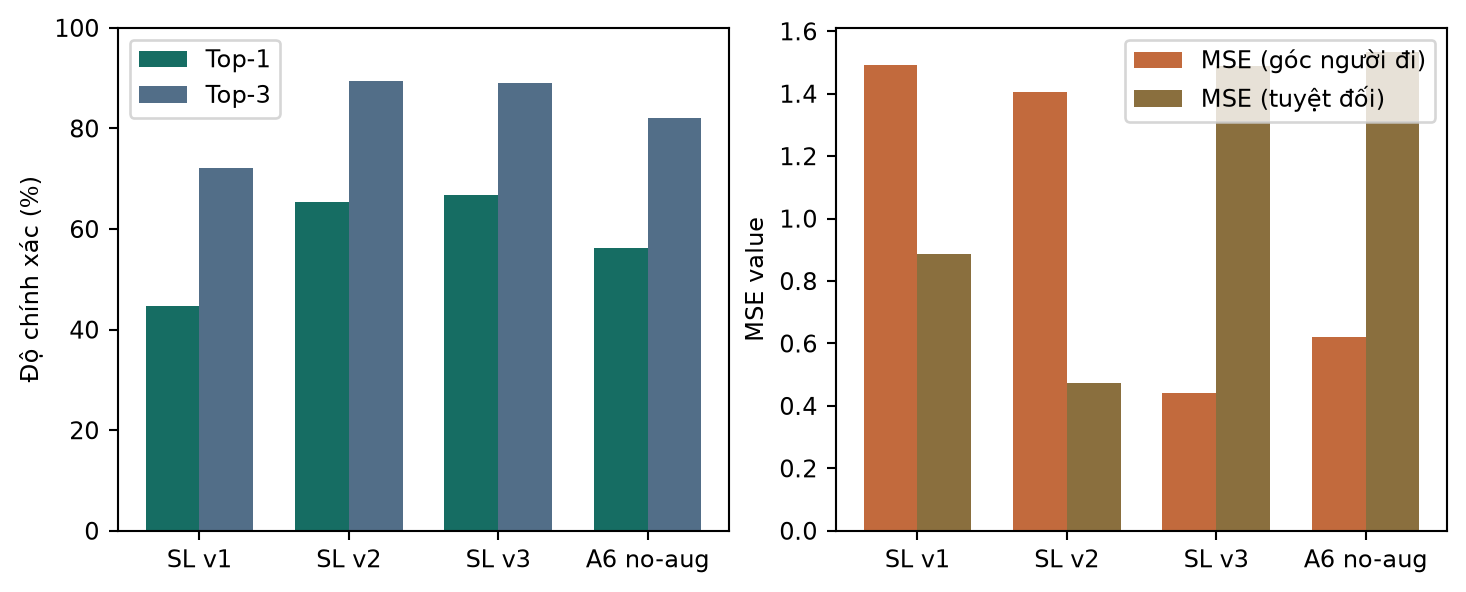 Độ chính xác (%)
100
80
60
40
20
0
Top-1
Top-3
SL v1
SL v2
SL v3
A6 no-aug
MSE value
1.6
1.4
1.2
1.0
0.8
0.6
0.4
0.2
0.0
MSE (góc người đi)
MSE (tuyệt đối)
SL v1
SL v2
SL v3
A6 no-aug